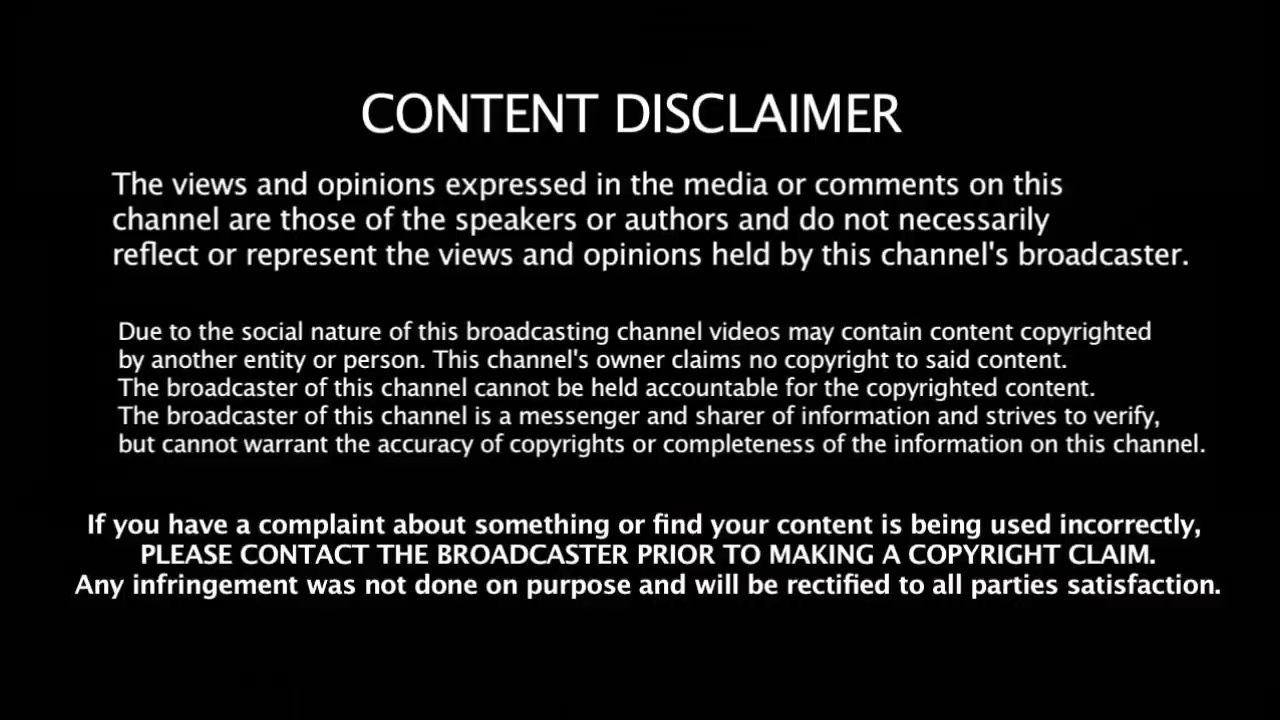 CONTENT DISCLAIMER
The views and opinions expressed in the media or comments on this
channel are those of the speakers or authors and do not necessarily
reflect or represent the views and opinions held by this channel's broadcaster.
Due to the social nature of this broadcasting channel videos may contain content copyrighted
by another entity or person. This channel's owner claims no copyright to said content.
The broadcaster of this channel cannot be held accountable for the copyrighted content.
The broadcaster of this channel is a messenger and sharer of information and strives to verify,
but cannot warrant the accuracy of copyrights or completeness of the information on this channel.
If you have a complaint about something or find your content is being used incorrectly,
PLEASE CONTACT THE BROADCASTER PRIOR TO MAKING A COPYRIGHT CLAIM.
Any infringement was not done on purpose and will be rectified to all parties satisfaction.